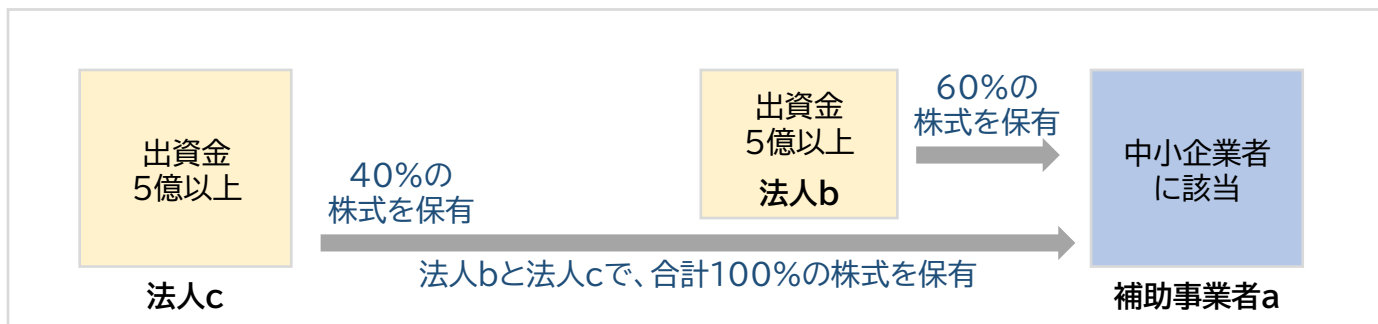 出資金
5億以上
法人c
40%の
株式を保有
出資金
5億以上
法人b
60%の
株式を保有
法人bと法人cで、合計100%の株式を保有
中小企業者
に該当
補助事業者a